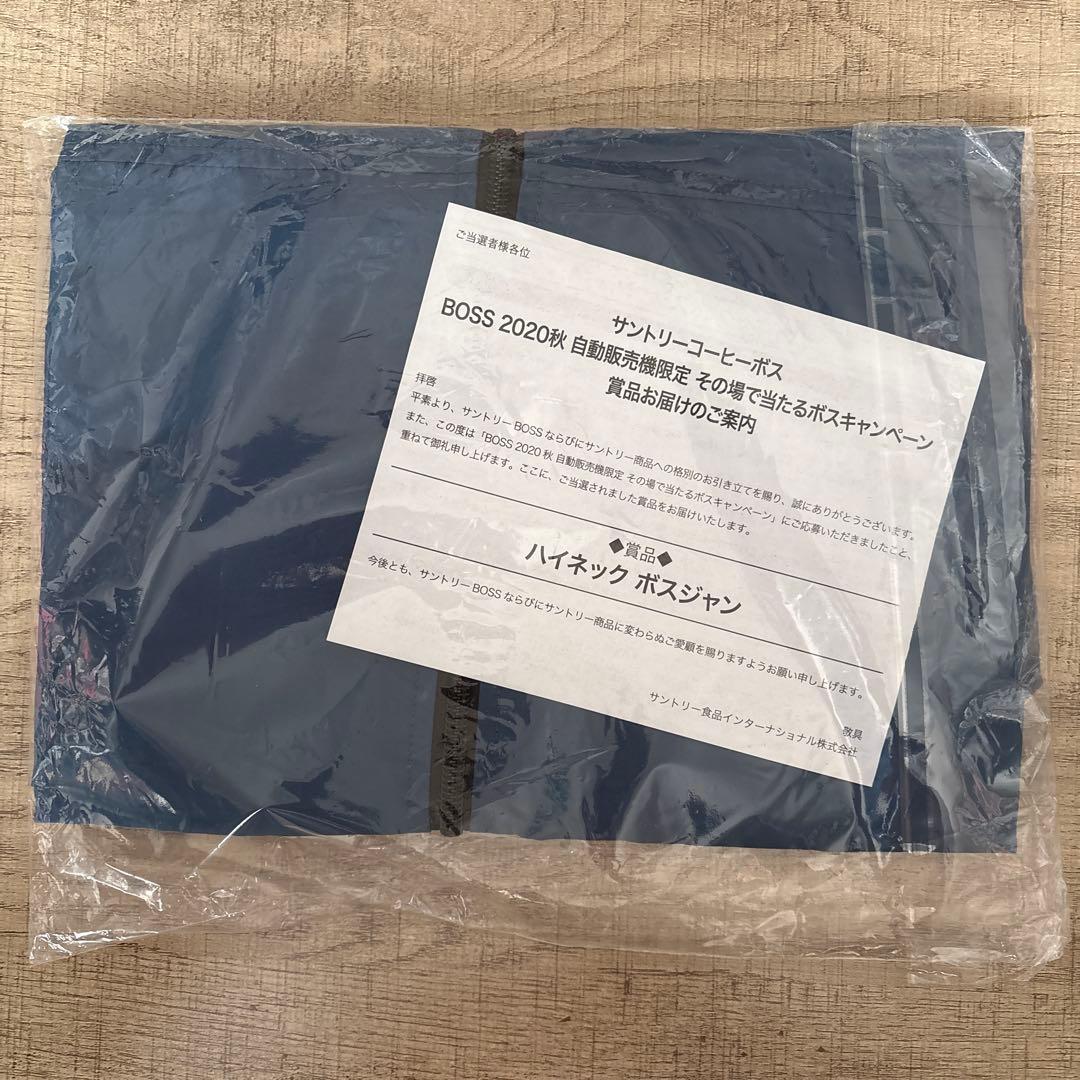 ご当選者様各位
サントリーコーヒーボス
BOSS 2020秋 自動販売機限定 その場で当たるボスキャンペーン
賞品お届けのご案内
拝啓
平素より、サントリーBOSSならびにサントリー商品への格別のお引き立てを賜り、誠にありがとうございます。
また、この度は「BOSS 2020 秋 自動販売機限定 その場で当たるボスキャンペーン」にご応募いただきましたこと、
重ねて御礼申し上げます。ここに、ご当選されました賞品をお届けいたします。
◆賞品◆
ハイネック ボスジャン
今後とも、サントリーBOSSならびにサントリー商品に変わらぬご愛顧を賜りますようお願い申し上げます。
敬具
サントリー食品インターナショナル株式会社